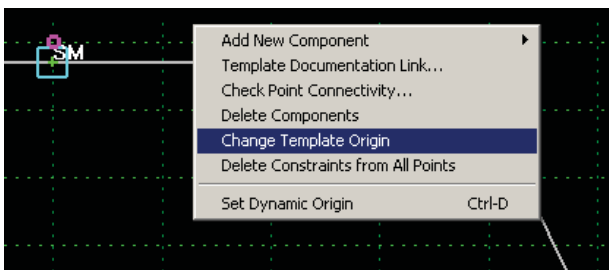 SM
Add New Component
Template Documentation Link...
Check Point Connectivity...
Delete Components
Change Template Origin
Delete Constraints from All Points
Set Dynamic Origin Ctrl-D